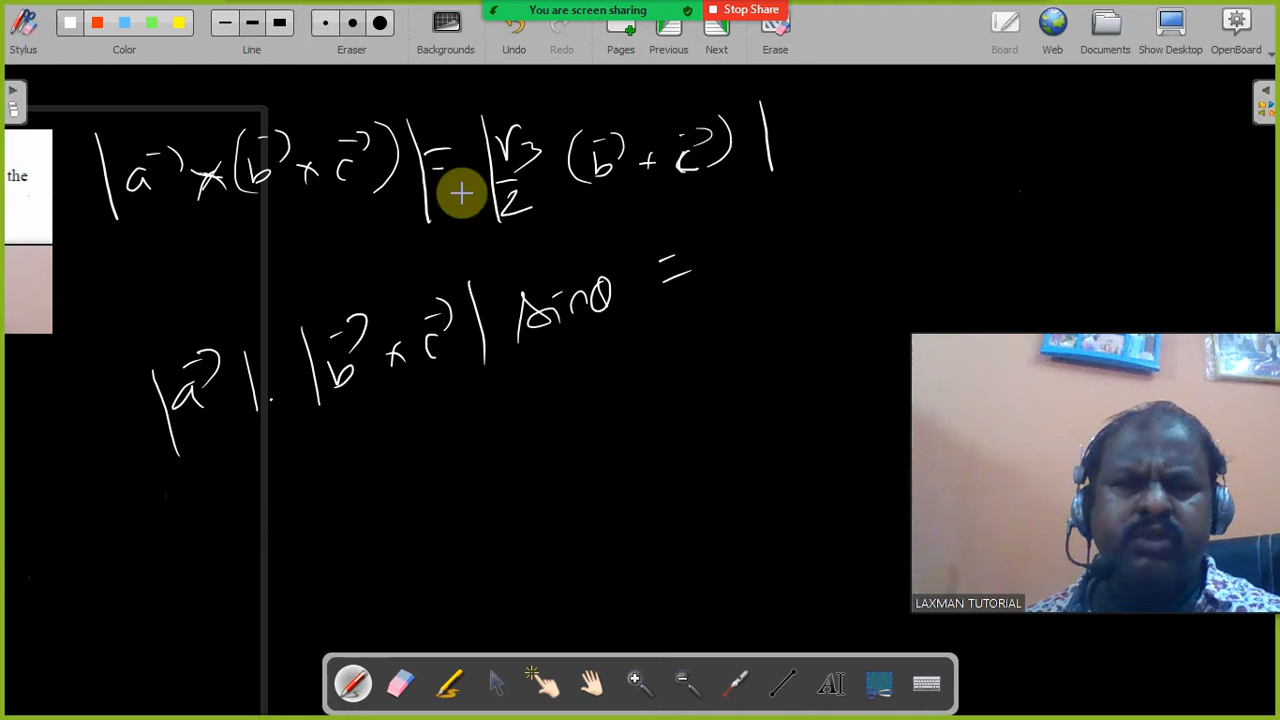 You are screen sharing Stop Share
Stylus Color Line Eraser Backgrounds Undo Redo Pages Previous Next Erase Board Web Documents Show Desktop OpenBoard
the
|a⃗ × (b⃗ × c⃗)| = |√3/2 (b⃗ + c⃗)|
|a⃗| . |b⃗ × c⃗| sinθ =
LAXMAN TUTORIAL
AI